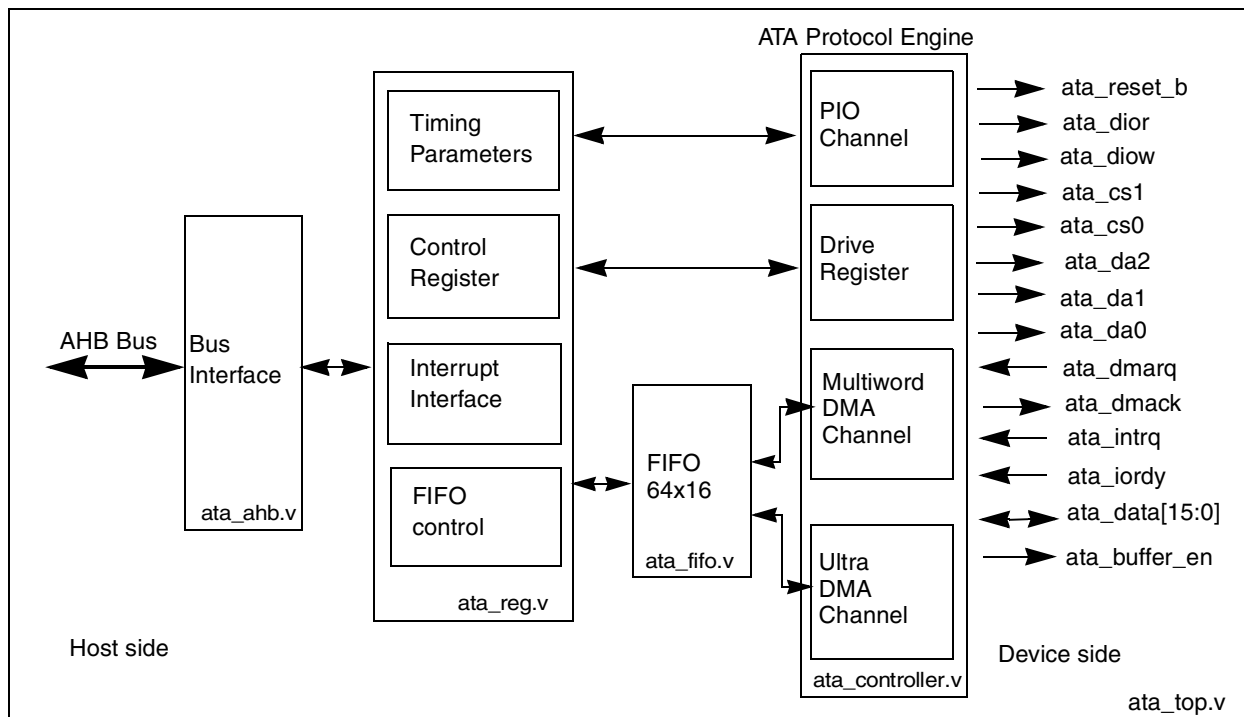 AHB Bus
Bus
Interface
ata_ahb.v
Timing
Parameters
Control
Register
Interrupt
Interface
FIFO
control
ata_reg.v
FIFO
64x16
ata_fifo.v
ATA Protocol Engine
PIO
Channel
Drive
Register
Multiword
DMA
Channel
Ultra
DMA
Channel
ata_controller.v
ata_reset_b
ata_dior
ata_diow
ata_cs1
ata_cs0
ata_da2
ata_da1
ata_da0
ata_dmarq
ata_dmack
ata_intrq
ata_iordy
ata_data[15:0]
ata_buffer_en
Host side
Device side
ata_top.v